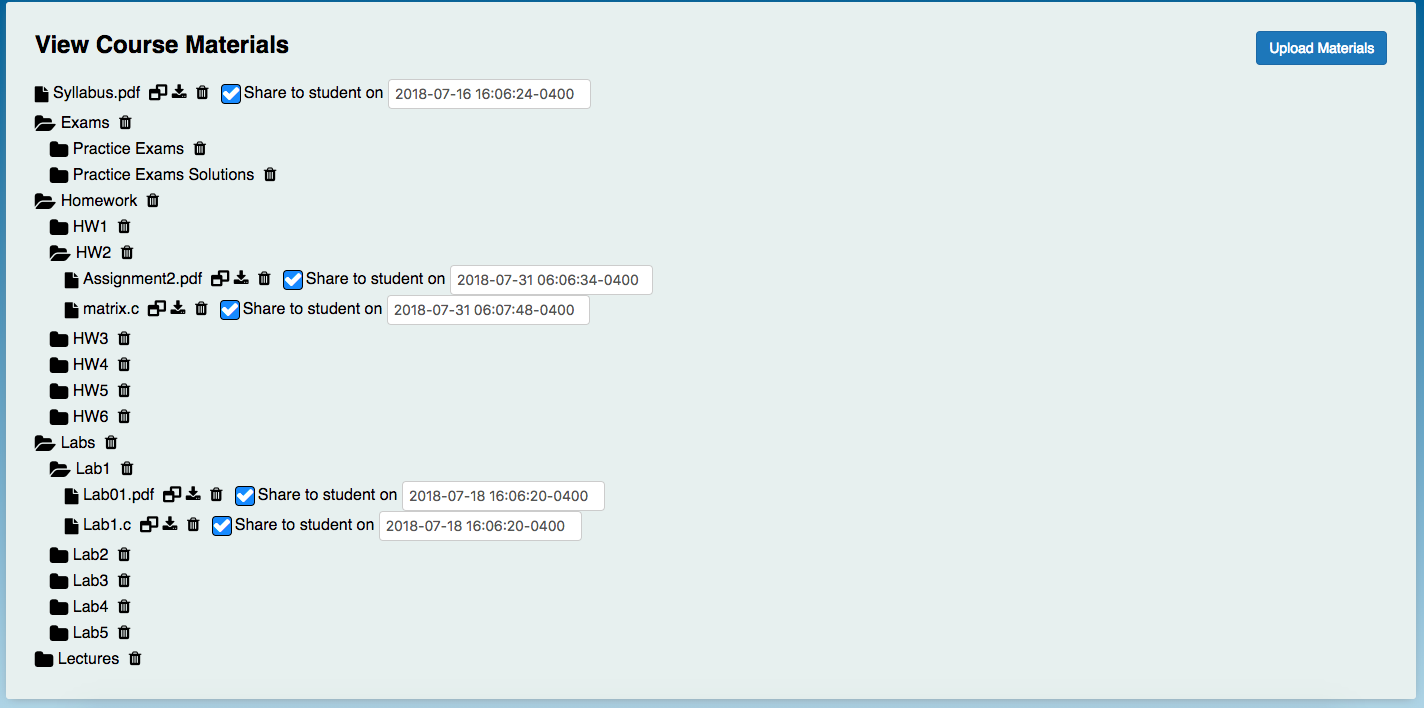 View Course Materials
Upload Materials
Syllabus.pdf Share to student on 2018-07-16 16:06:24-0400
Exams
Practice Exams
Practice Exams Solutions
Homework
HW1
HW2
Assignment2.pdf Share to student on 2018-07-31 06:06:34-0400
matrix.c Share to student on 2018-07-31 06:07:48-0400
HW3
HW4
HW5
HW6
Labs
Lab1
Lab01.pdf Share to student on 2018-07-18 16:06:20-0400
Lab1.c Share to student on 2018-07-18 16:06:20-0400
Lab2
Lab3
Lab4
Lab5
Lectures